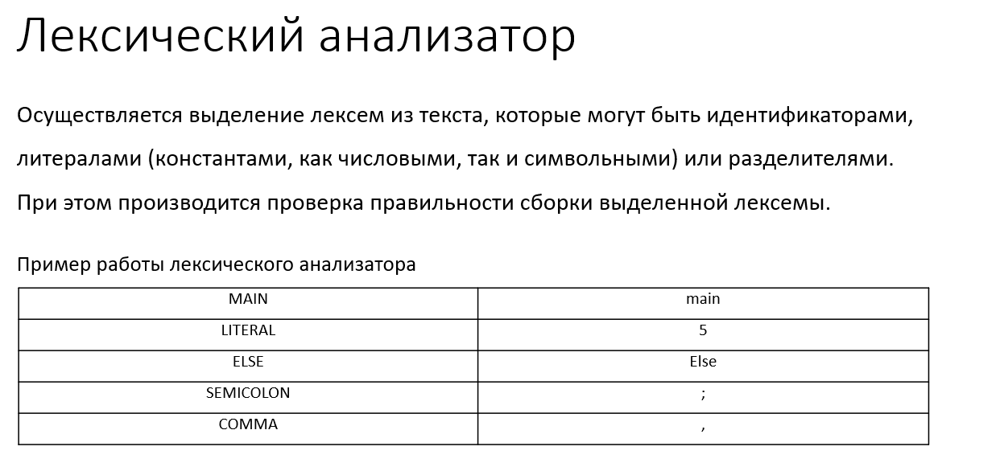 Лексический анализатор
Осуществляется выделение лексем из текста, которые могут быть идентификаторами,
литералами (константами, как числовыми, так и символьными) или разделителями.
При этом производится проверка правильности сборки выделенной лексемы.
Пример работы лексического анализатора
MAIN main
LITERAL 5
ELSE Else
SEMICOLON ;
COMMA ,